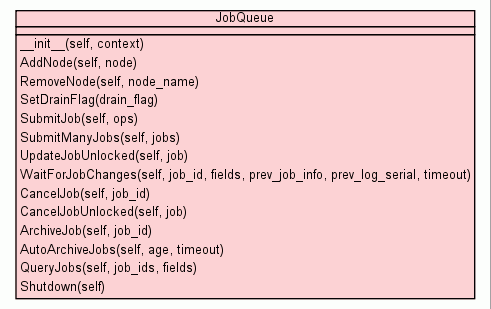 JobQueue
__init__(self, context)
AddNode(self, node)
RemoveNode(self, node_name)
SetDrainFlag(drain_flag)
SubmitJob(self, ops)
SubmitManyJobs(self, jobs)
UpdateJobUnlocked(self, job)
WaitForJobChanges(self, job_id, fields, prev_job_info, prev_log_serial, timeout)
CancelJob(self, job_id)
CancelJobUnlocked(self, job)
ArchiveJob(self, job_id)
AutoArchiveJobs(self, age, timeout)
QueryJobs(self, job_ids, fields)
Shutdown(self)